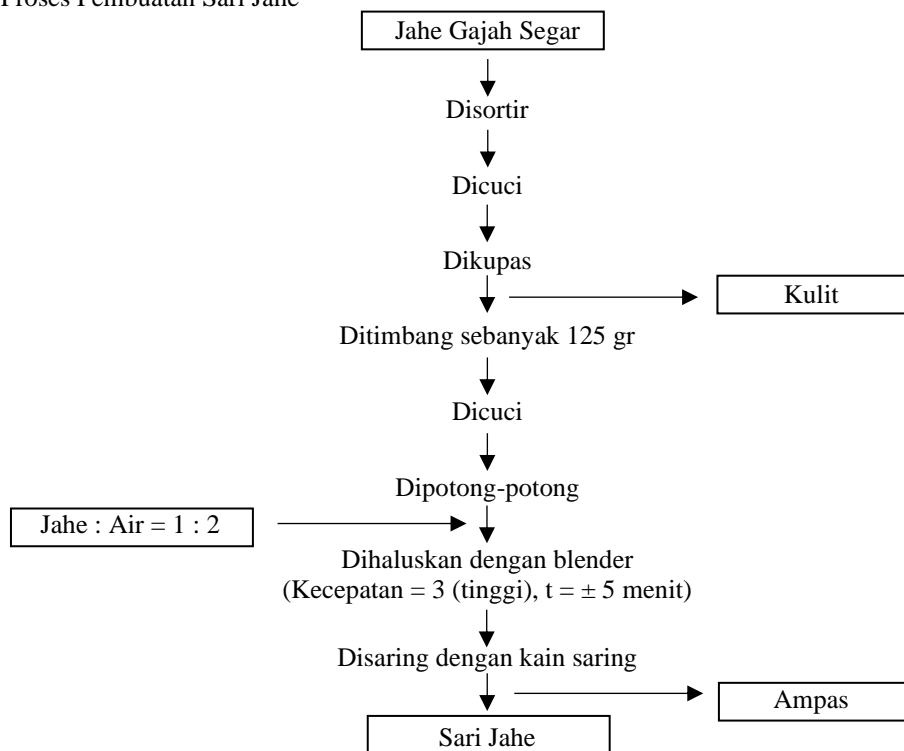 Proses Pembuatan Sari Jahe
Jahe Gajah Segar
Disortir
Dicuci
Dikupas
Kulit
Ditimbang sebanyak 125 gr
Dicuci
Dipotong-potong
Jahe : Air = 1 : 2
Dihaluskan dengan blender
(Kecepatan = 3 (tinggi), t = ± 5 menit)
Disaring dengan kain saring
Ampas
Sari Jahe